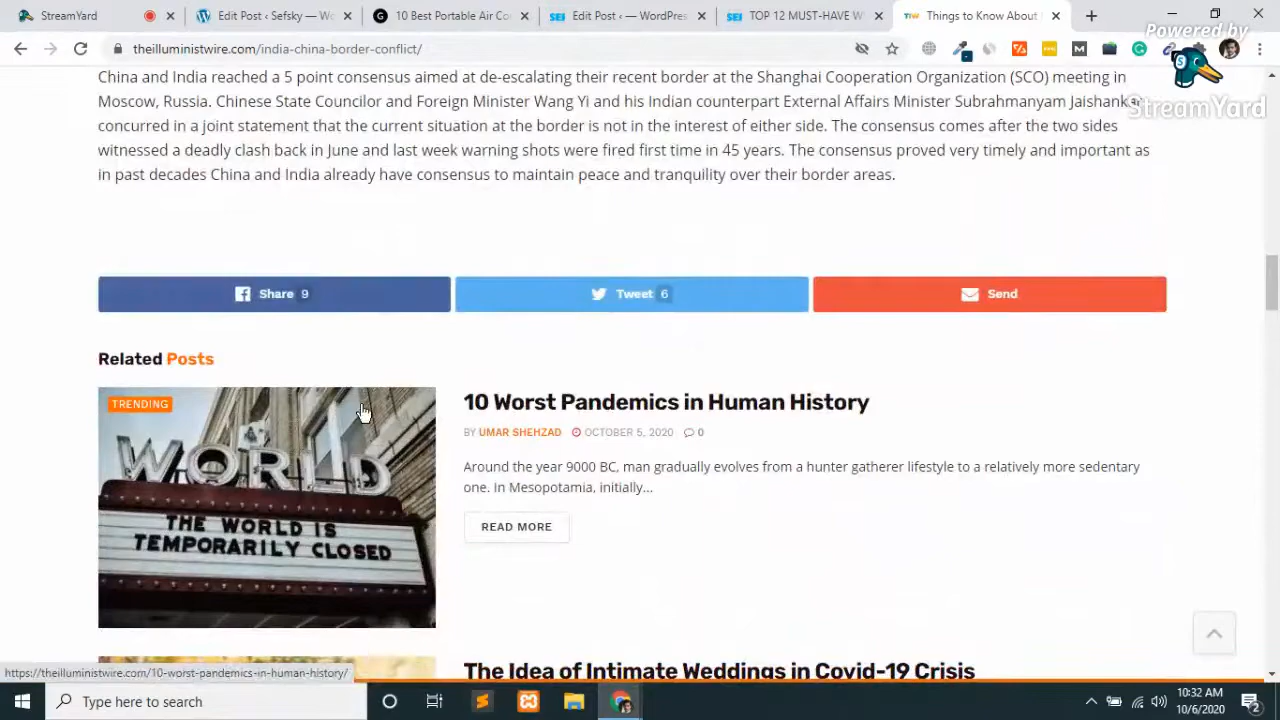 StreamYard
Edit Post ‹ Sefsky — Wo
10 Best Portable Air Co
Edit Post ‹ — WordPres
TOP 12 MUST-HAVE W
Things to Know About
Powered by
theilluministwire.com/india-china-border-conflict/
StreamYard
China and India reached a 5 point consensus aimed at de-escalating their recent border at the Shanghai Cooperation Organization (SCO) meeting in
Moscow, Russia. Chinese State Councilor and Foreign Minister Wang Yi and his Indian counterpart External Affairs Minister Subrahmanyam Jaishankar
concurred in a joint statement that the current situation at the border is not in the interest of either side. The consensus comes after the two sides
witnessed a deadly clash back in June and last week warning shots were fired first time in 45 years. The consensus proved very timely and important as
in past decades China and India already have consensus to maintain peace and tranquility over their border areas.
Share 9
Tweet 6
Send
Related Posts
TRENDING
WORLD
THE WORLD IS
TEMPORARILY CLOSED
10 Worst Pandemics in Human History
BY UMAR SHEHZAD OCTOBER 5, 2020 0
Around the year 9000 BC, man gradually evolves from a hunter gatherer lifestyle to a relatively more sedentary
one. In Mesopotamia, initially...
READ MORE
The Idea of Intimate Weddings in Covid-19 Crisis
https://theilluministwire.com/10-worst-pandemics-in-human-history/
Type here to search
10:32 AM
10/6/2020
2